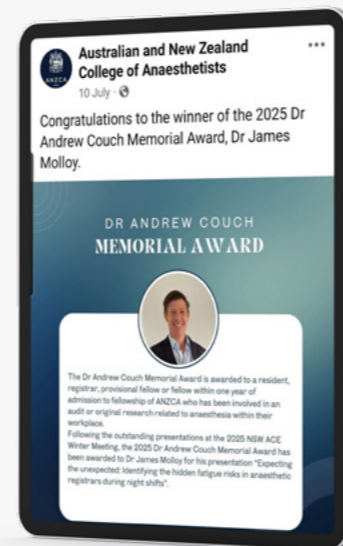 Australian and New Zealand
College of Anaesthetists
10 July ·
Congratulations to the winner of the 2025 Dr
Andrew Couch Memorial Award, Dr James
Molloy.
DR ANDREW COUCH
MEMORIAL AWARD
The Dr Andrew Couch Memorial Award is awarded to a resident,
registrar, provisional fellow or fellow within one year of
admission to fellowship of ANZCA who has been involved in an
audit or original research related to anaesthesia within their
workplace.
Following the outstanding presentations at the 2025 NSW ACE
Winter Meeting, the 2025 Dr Andrew Couch Memorial Award has
been awarded to Dr James Molloy for his presentation "Expecting
the unexpected: Identifying the hidden fatigue risks in anaesthetic
registrars during night shifts".
ANZCA